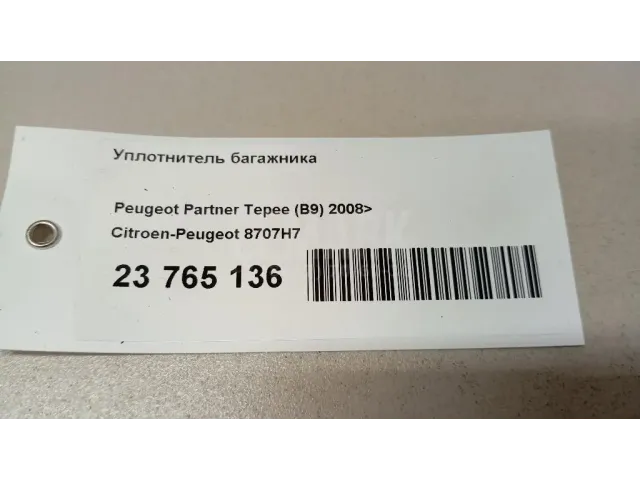 Уплотнитель багажника
Peugeot Partner Tepee (B9) 2008>
Citroen-Peugeot 8707H7
23 765 136